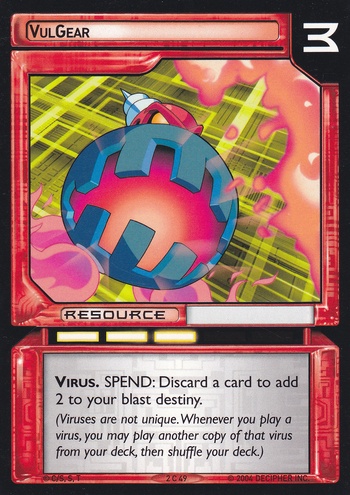 VulGear
3
RESOURCE
VIRUS. SPEND: Discard a card to add
2 to your blast destiny.
(Viruses are not unique. Whenever you play a
virus, you may play another copy of that virus
from your deck, then shuffle your deck.)
© C/S, S, T
2 C 49
© 2004 DECIPHER INC.